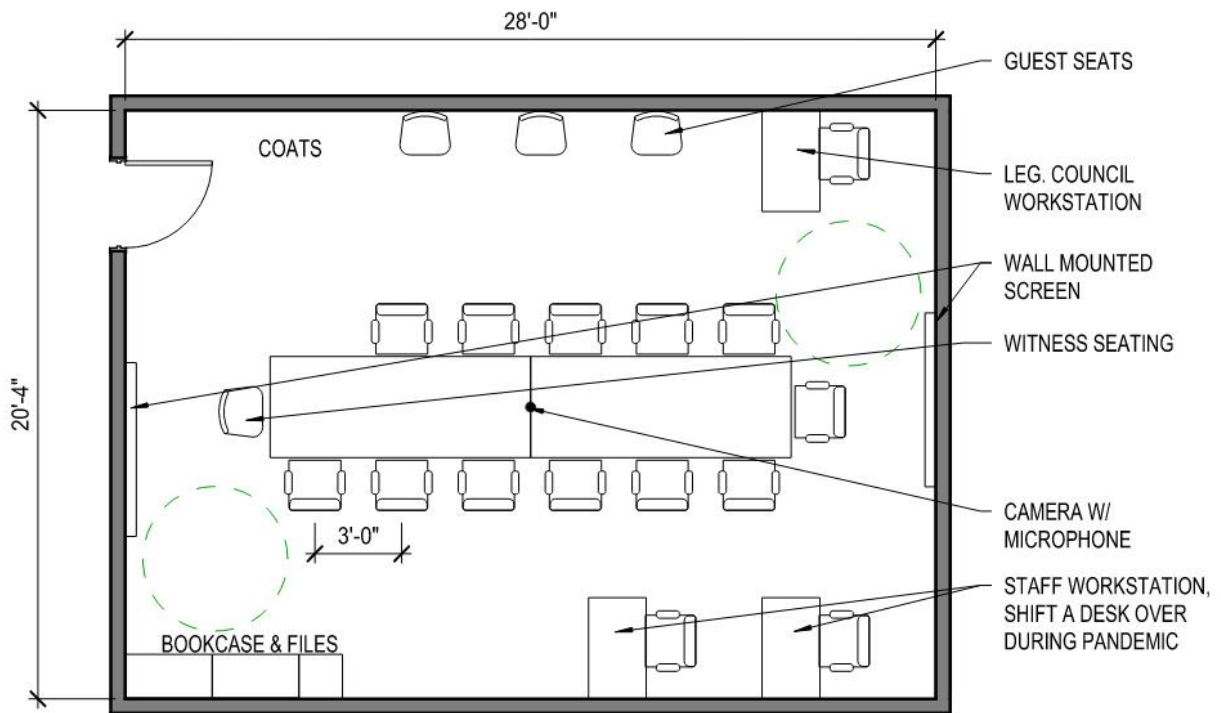 28'-0"
GUEST SEATS
COATS
LEG. COUNCIL
WORKSTATION
WALL MOUNTED
SCREEN
WITNESS SEATING
20'-4"
CAMERA W/
MICROPHONE
3'-0"
STAFF WORKSTATION,
SHIFT A DESK OVER
DURING PANDEMIC
BOOKCASE & FILES